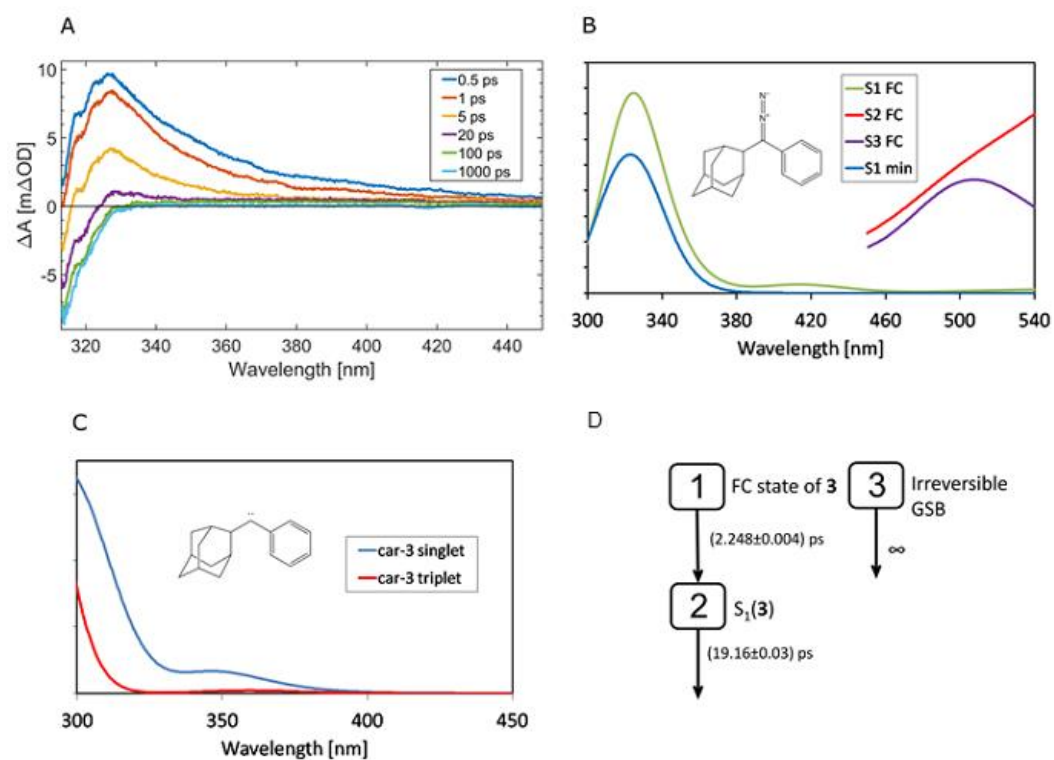 A
10
5
0
-5
ΔA [mΔOD]
320 340 360 380 400 420 440
Wavelength [nm]
0.5 ps
1 ps
5 ps
20 ps
100 ps
1000 ps
B
S1 FC
S2 FC
S3 FC
S1 min
300 340 380 420 460 500 540
Wavelength [nm]
C
car-3 singlet
car-3 triplet
300 350 400 450
Wavelength [nm]
D
1 FC state of 3
3 Irreversible
GSB
(2.248±0.004) ps
∞
2 S₁(3)
(19.16±0.03) ps